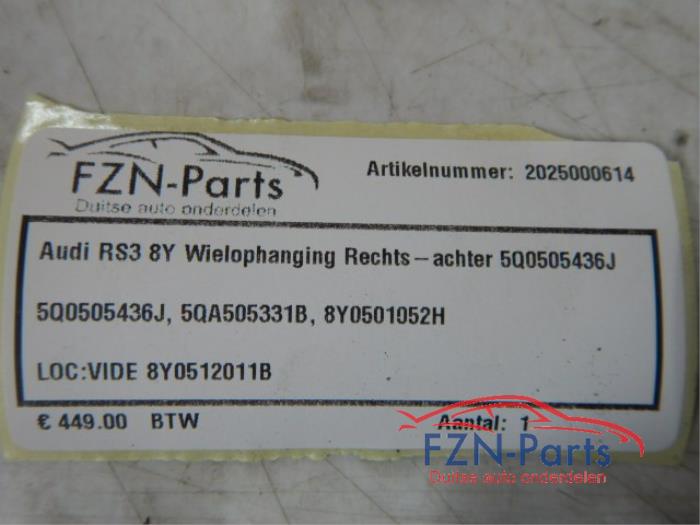 FZN-Parts
Duitse auto onderdelen
Artikelnummer: 2025000614
Audi RS3 8Y Wielophanging Rechts-achter 5Q0505436J
5Q0505436J, 5QA505331B, 8Y0501052H
LOC:VIDE 8Y0512011B
€ 449.00 BTW
Aantal: 1
FZN-Parts
Duitse auto onderdelen